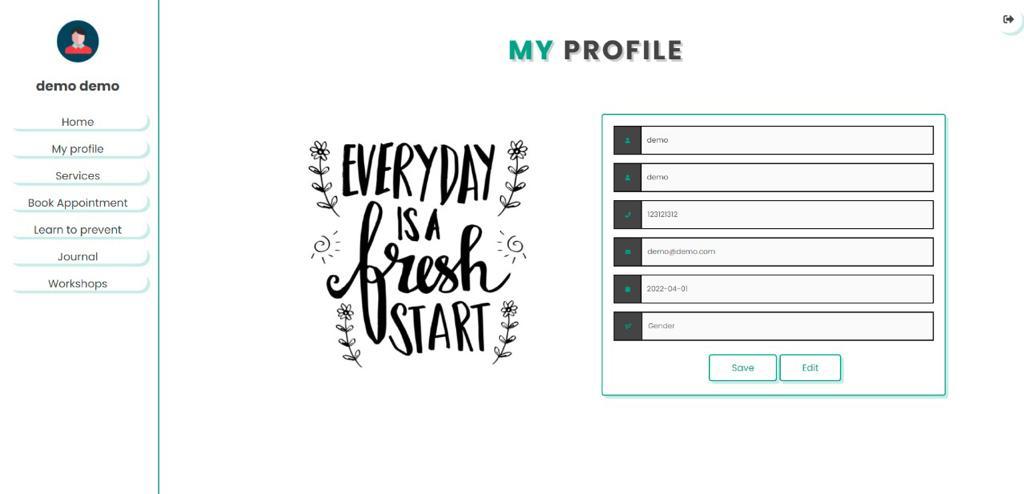 demo demo
Home
My profile
Services
Book Appointment
Learn to prevent
Journal
Workshops
MY PROFILE
EVERYDAY
IS A
fresh
START
demo
demo
123121312
demo@demo.com
2022-04-01
Gender
Save
Edit